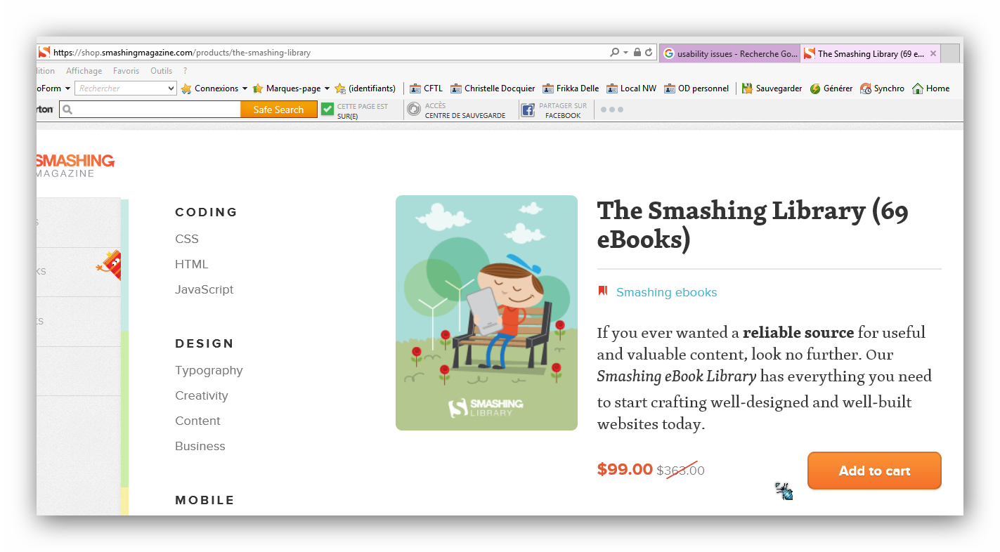 https://shop.smashingmagazine.com/products/the-smashing-library
usability issues - Recherche Go...
The Smashing Library (69 e...
Affichage Favoris Outils ?
Rechercher
Connexions Marques-page (identifiants) CFTL Christelle Docquier Frikka Delle Local NW OD personnel Sauvegarder Générer Synchro Home
Safe Search
CETTE PAGE EST
SUR(E)
ACCÈS
CENTRE DE SAUVEGARDE
PARTAGER SUR
FACEBOOK
SMASHING
MAGAZINE
CODING
CSS
HTML
JavaScript
DESIGN
Typography
Creativity
Content
Business
MOBILE
SMASHING
LIBRARY
The Smashing Library (69
eBooks)
Smashing ebooks
If you ever wanted a reliable source for useful
and valuable content, look no further. Our
Smashing eBook Library has everything you need
to start crafting well-designed and well-built
websites today.
$99.00 $363.00
Add to cart